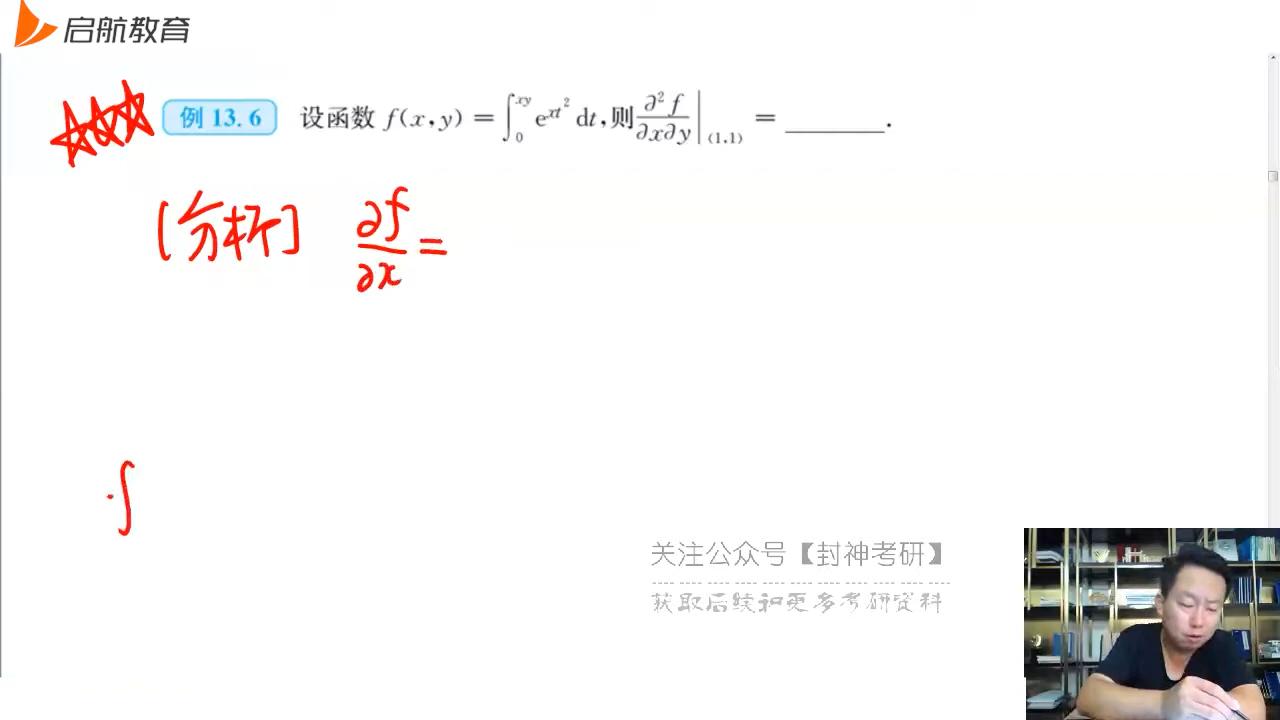 启航教育
例 13.6 设函数 f(x,y) = ∫₀^{xy} e^{xt²} dt, 则 ∂²f/∂x∂y |(1,1) = ______.
[分析] ∂f/∂x =
∫
关注公众号【封神考研】
获取后续和更多考研资料